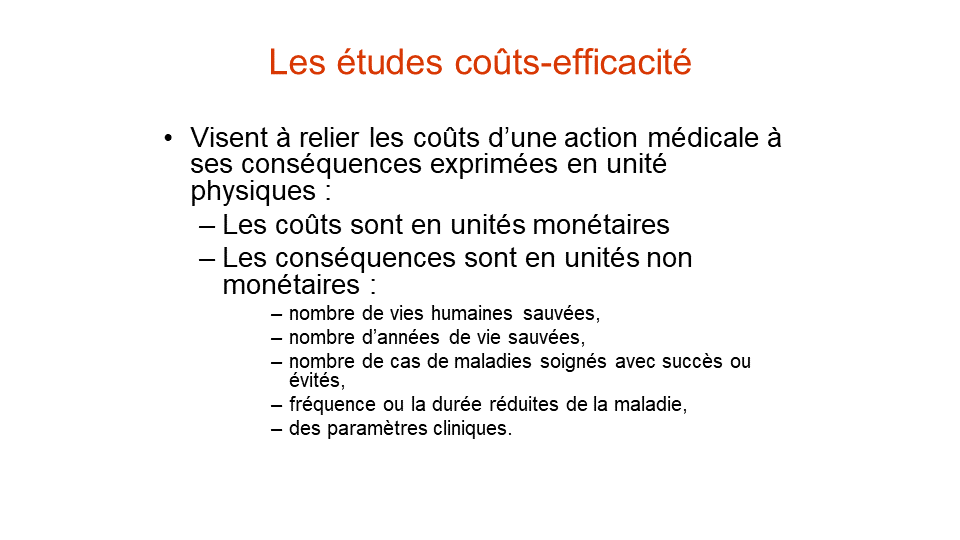 Les études coûts-efficacité
• Visent à relier les coûts d’une action médicale à
ses conséquences exprimées en unité
physiques :
– Les coûts sont en unités monétaires
– Les conséquences sont en unités non
monétaires :
– nombre de vies humaines sauvées,
– nombre d’années de vie sauvées,
– nombre de cas de maladies soignés avec succès ou
évités,
– fréquence ou la durée réduites de la maladie,
– des paramètres cliniques.